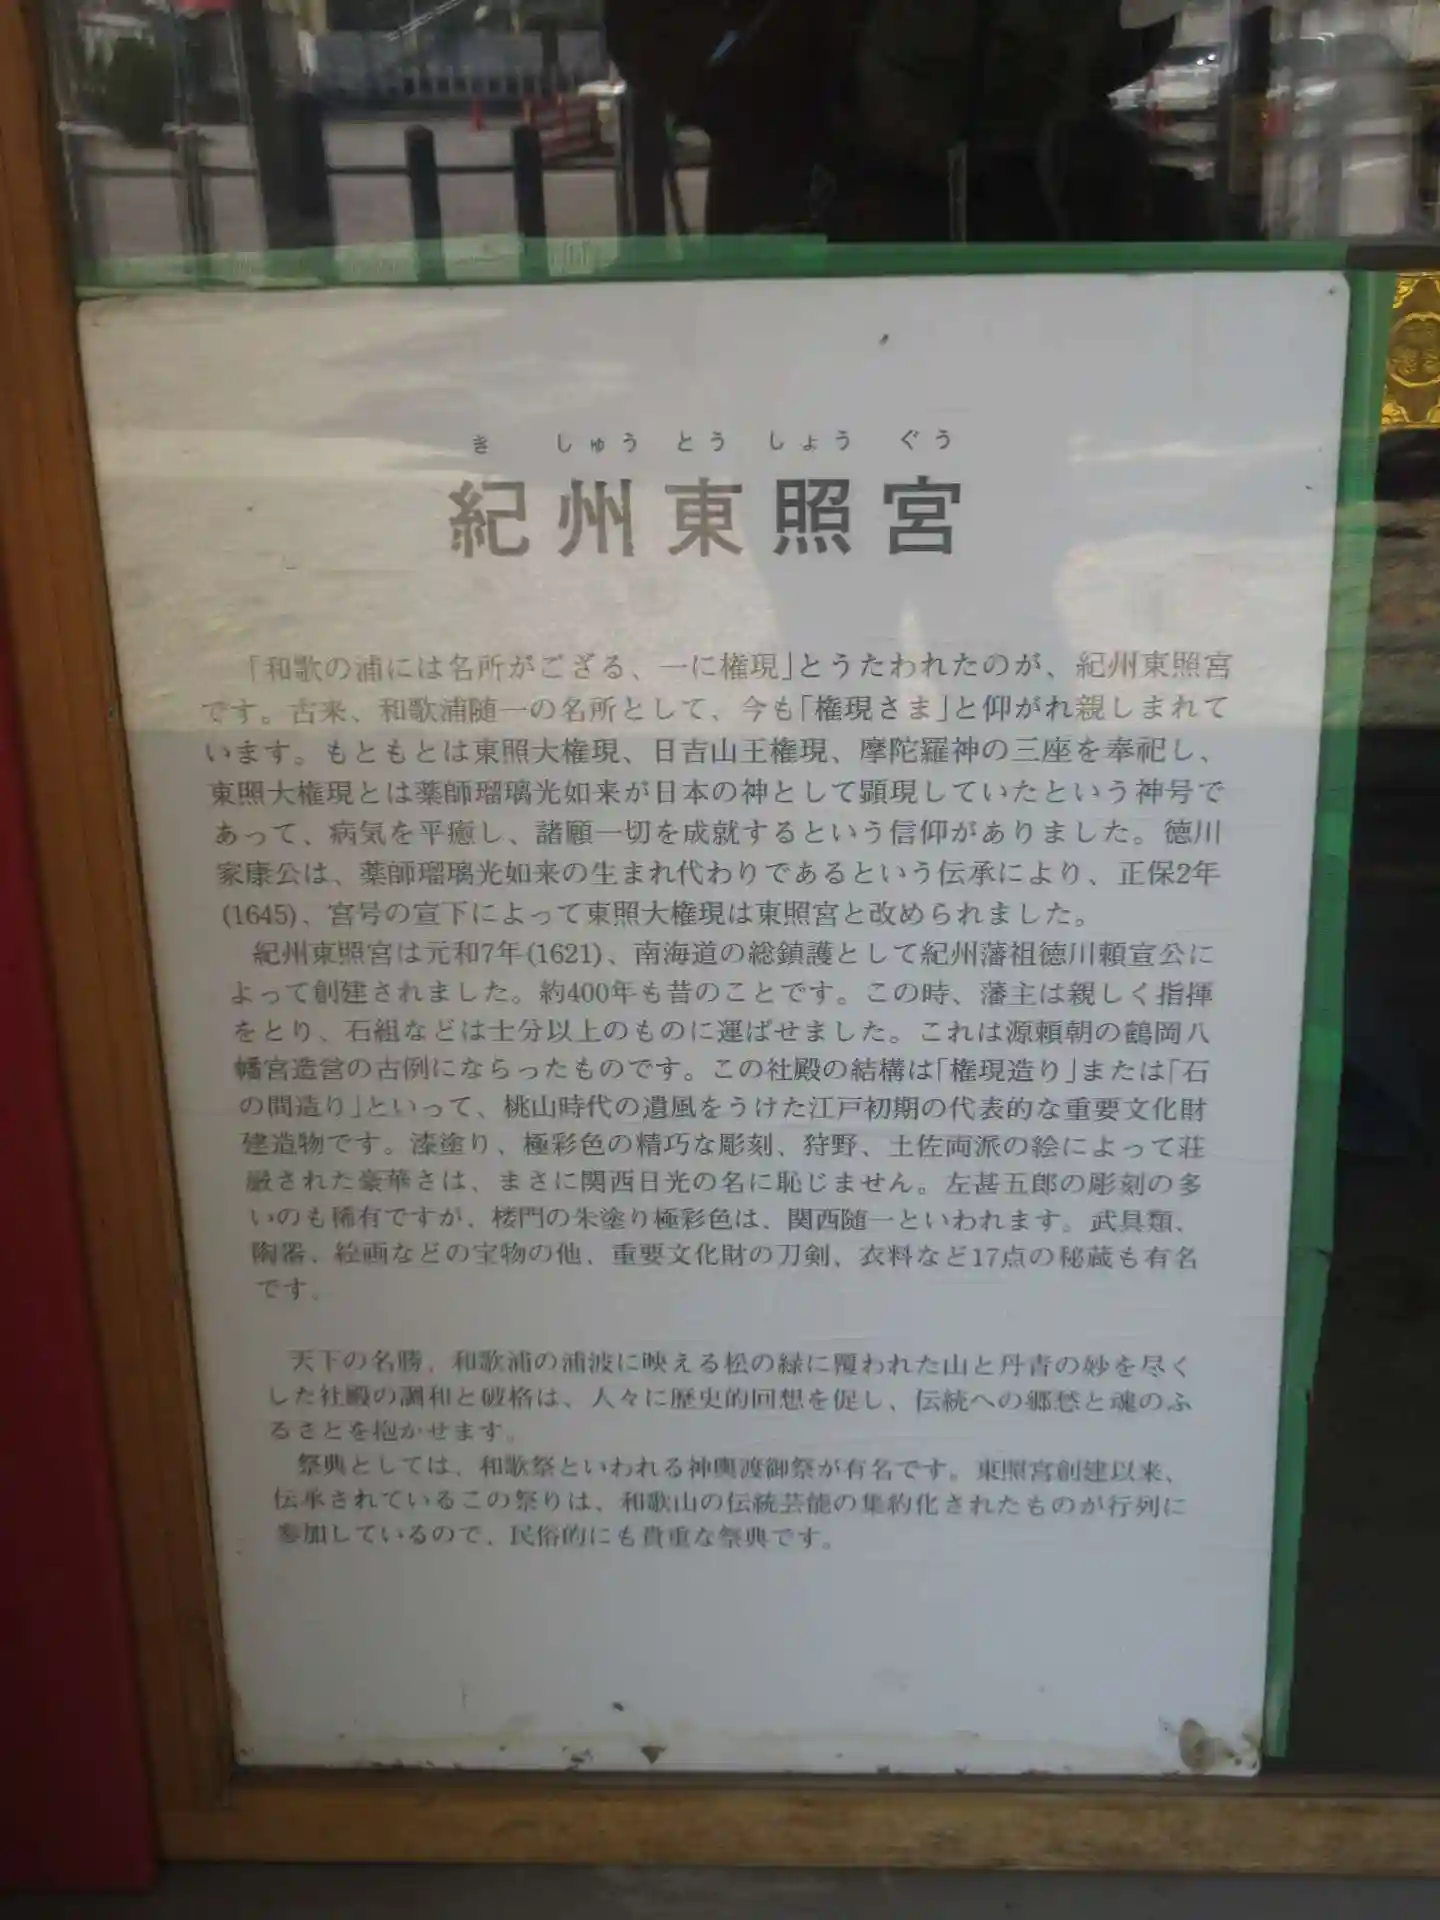 き しゅう とう しょう ぐう
紀州東照宮
「和歌の浦には名所がござる、一に権現」とうたわれたのが、紀州東照宮
です。古来、和歌浦随一の名所として、今も「権現さま」と仰がれ親しまれて
います。もともとは東照大権現、日吉山王権現、摩陀羅神の三座を奉祀し、
東照大権現とは薬師瑠璃光如来が日本の神として顕現していたという神号で
あって、病気を平癒し、諸願一切を成就するという信仰がありました。徳川
家康公は、薬師瑠璃光如来の生まれ代わりであるという伝承により、正保2年
(1645)、宮号の宣下によって東照大権現は東照宮と改められました。
紀州東照宮は元和7年(1621)、南海道の総鎮護として紀州藩祖徳川頼宣公に
よって創建されました。約400年も昔のことです。この時、藩主は親しく指揮
をとり、石組などは士分以上のものに運ばせました。これは源頼朝の鶴岡八
幡宮造営の古例にならったものです。この社殿の結構は「権現造り」または「石
の間造り」といって、桃山時代の遺風をうけた江戸初期の代表的な重要文化財
建造物です。漆塗り、極彩色の精巧な彫刻、狩野、土佐両派の絵によって荘
厳された豪華さは、まさに関西日光の名に恥じません。左甚五郎の彫刻の多
いのも稀有ですが、楼門の朱塗り極彩色は、関西随一といわれます。武具類、
陶器、絵画などの宝物の他、重要文化財の刀剣、衣料など17点の秘蔵も有名
です。
天下の名勝、和歌浦の浦波に映える松の緑に覆われた山と丹青の妙を尽く
した社殿の調和と破格は、人々に歴史的回想を促し、伝統への郷愁と魂のふ
るさとを抱かせます。
祭典としては、和歌祭といわれる神輿渡御祭が有名です。東照宮創建以来、
伝承されているこの祭りは、和歌山の伝統芸能の集約化されたものが行列に
参加しているので、民俗的にも貴重な祭典です。